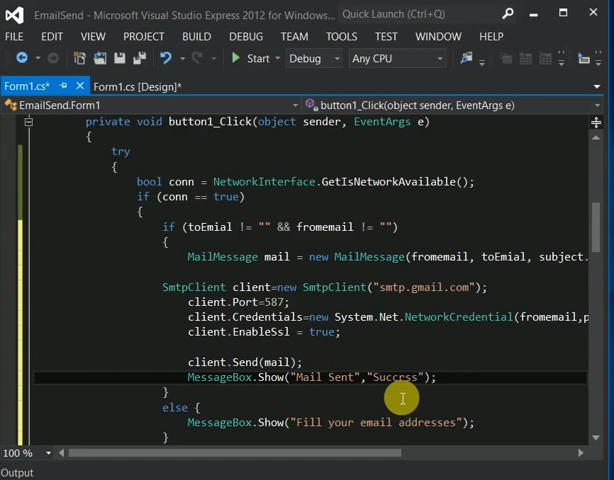 EmailSend - Microsoft Visual Studio Express 2012 for Windows...
Quick Launch (Ctrl+Q)
FILE EDIT VIEW PROJECT BUILD DEBUG TEAM TOOLS TEST WINDOW HELP
Start Debug Any CPU
Form1.cs* Form1.cs [Design]*
EmailSend.Form1 button1_Click(object sender, EventArgs e)
private void button1_Click(object sender, EventArgs e)
{
try
{
bool conn = NetworkInterface.GetIsNetworkAvailable();
if (conn == true)
{
if (toEmial != "" && fromemail != "")
{
MailMessage mail = new MailMessage(fromemail, toEmial, subject.
SmtpClient client=new SmtpClient("smtp.gmail.com");
client.Port=587;
client.Credentials=new System.Net.NetworkCredential(fromemail,p
client.EnableSsl = true;
client.Send(mail);
MessageBox.Show("Mail Sent","Succrss");
}
else {
MessageBox.Show("Fill your email addresses");
}
100 %
Output